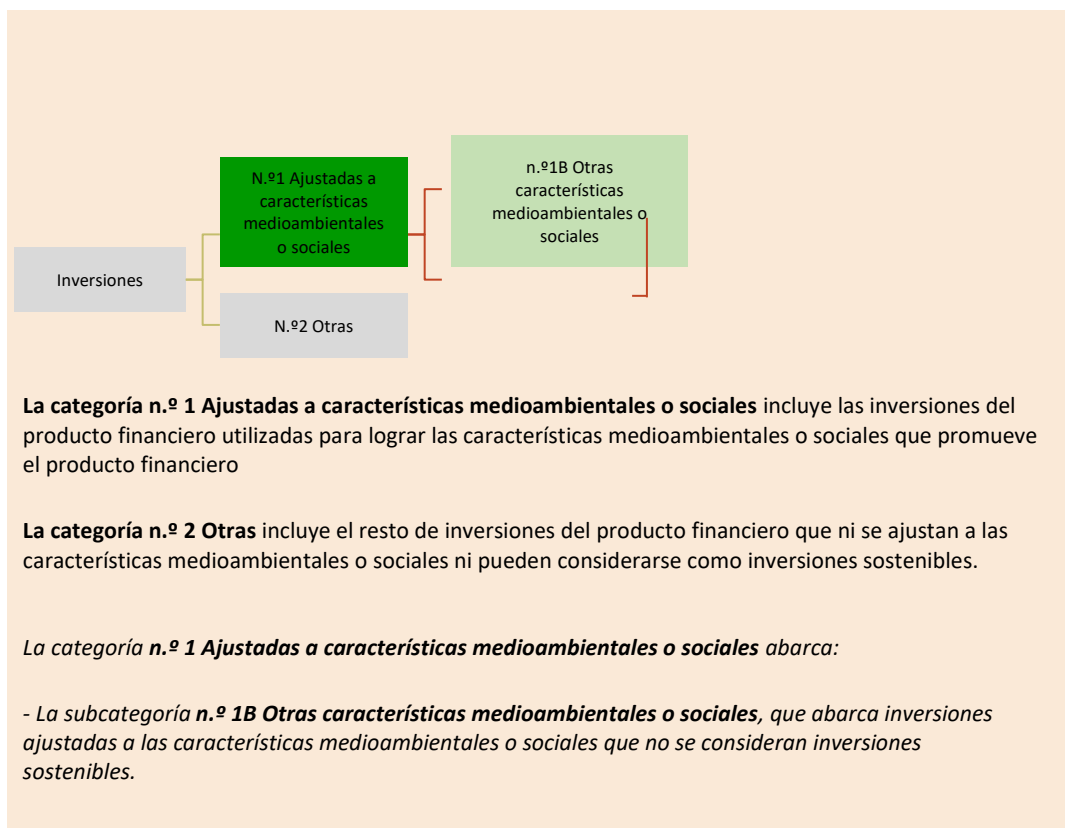 n.º1B Otras
características
medioambientales o
sociales
N.º1 Ajustadas a
características
medioambientales
o sociales
Inversiones
N.º2 Otras
La categoría n.º 1 Ajustadas a características medioambientales o sociales incluye las inversiones del
producto financiero utilizadas para lograr las características medioambientales o sociales que promueve
el producto financiero
La categoría n.º 2 Otras incluye el resto de inversiones del producto financiero que ni se ajustan a las
características medioambientales o sociales ni pueden considerarse como inversiones sostenibles.
La categoría n.º 1 Ajustadas a características medioambientales o sociales abarca:
- La subcategoría n.º 1B Otras características medioambientales o sociales, que abarca inversiones
ajustadas a las características medioambientales o sociales que no se consideran inversiones
sostenibles.